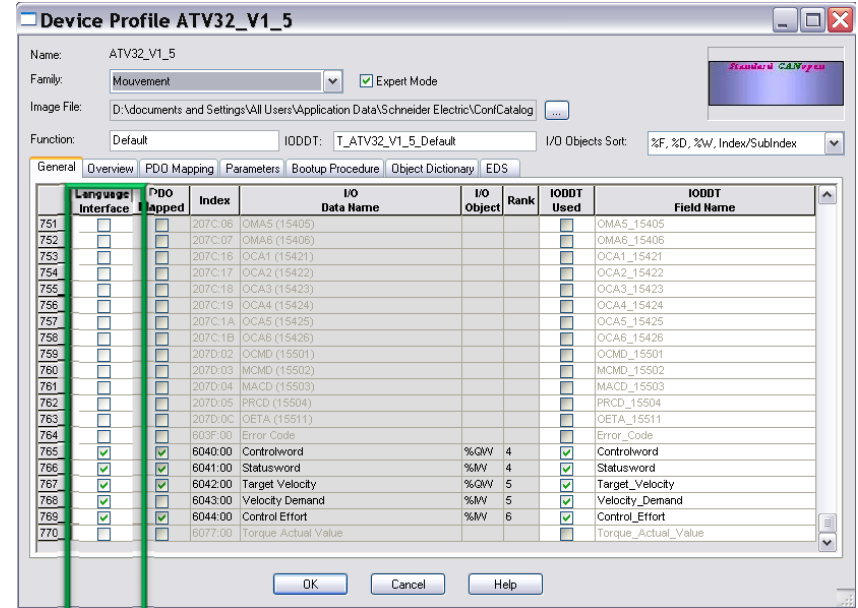 Device Profile ATV32_V1_5
Name: ATV32_V1_5
Standard CANopen
Family: Mouvement Expert Mode
Image File: D:\documents and Settings\All Users\Application Data\Schneider Electric\ConfCatalog ...
Function: Default IODDT: T_ATV32_V1_5_Default I/O Objects Sort: %F, %D, %W, Index/SubIndex
General Overview PDO Mapping Parameters Bootup Procedure Object Dictionary EDS
Language Interface PDO Mapped Index I/O Data Name I/O Object Rank IODDT Used IODDT Field Name
751 207C:06 OMA5 (15405) OMA5_15405
752 207C:07 OMA6 (15406) OMA6_15406
753 207C:16 OCA1 (15421) OCA1_15421
754 207C:17 OCA2 (15422) OCA2_15422
755 207C:18 OCA3 (15423) OCA3_15423
756 207C:19 OCA4 (15424) OCA4_15424
757 207C:1A OCA5 (15425) OCA5_15425
758 207C:1B OCA6 (15426) OCA6_15426
759 207D:02 OCMD (15501) OCMD_15501
760 207D:03 MCMD (15502) MCMD_15502
761 207D:04 MACD (15503) MACD_15503
762 207D:05 PRCD (15504) PRCD_15504
763 207D:0C OETA (15511) OETA_15511
764 603F:00 Error Code Error_Code
765 6040:00 Controlword %QW 4 Controlword
766 6041:00 Statusword %IW 4 Statusword
767 6042:00 Target Velocity %QW 5 Target_Velocity
768 6043:00 Velocity Demand %IW 5 Velocity_Demand
769 6044:00 Control Effort %IW 6 Control_Effort
770 6077:00 Torque Actual Value Torque_Actual_Value
OK Cancel Help